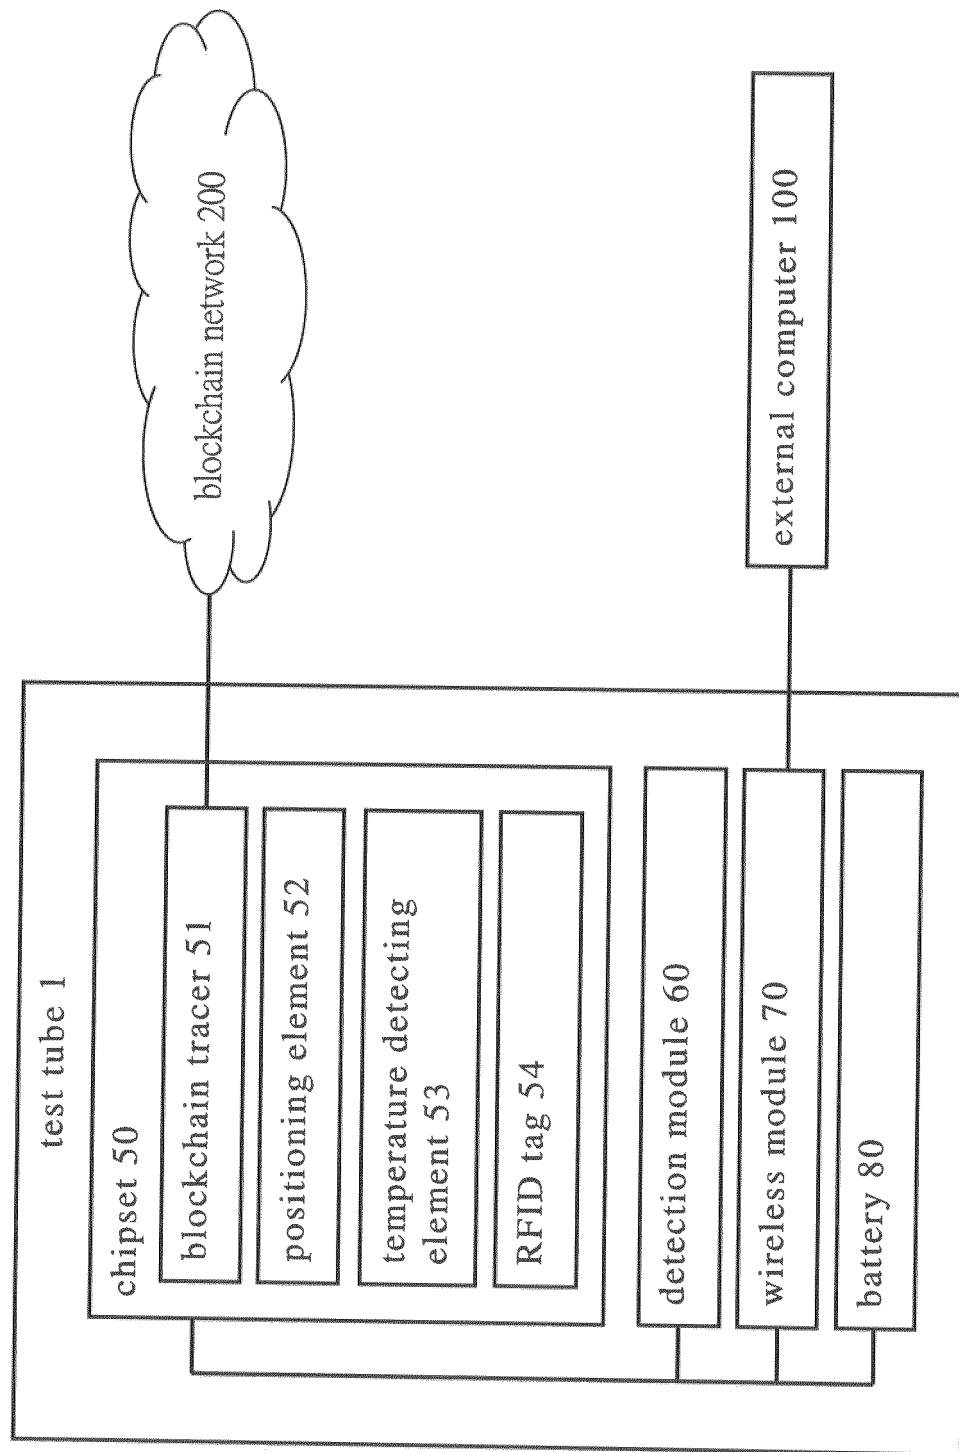 test tube 1
chipset 50
blockchain tracer 51
positioning element 52
temperature detecting
element 53
RFID tag 54
detection module 60
wireless module 70
battery 80
blockchain network 200
external computer 100